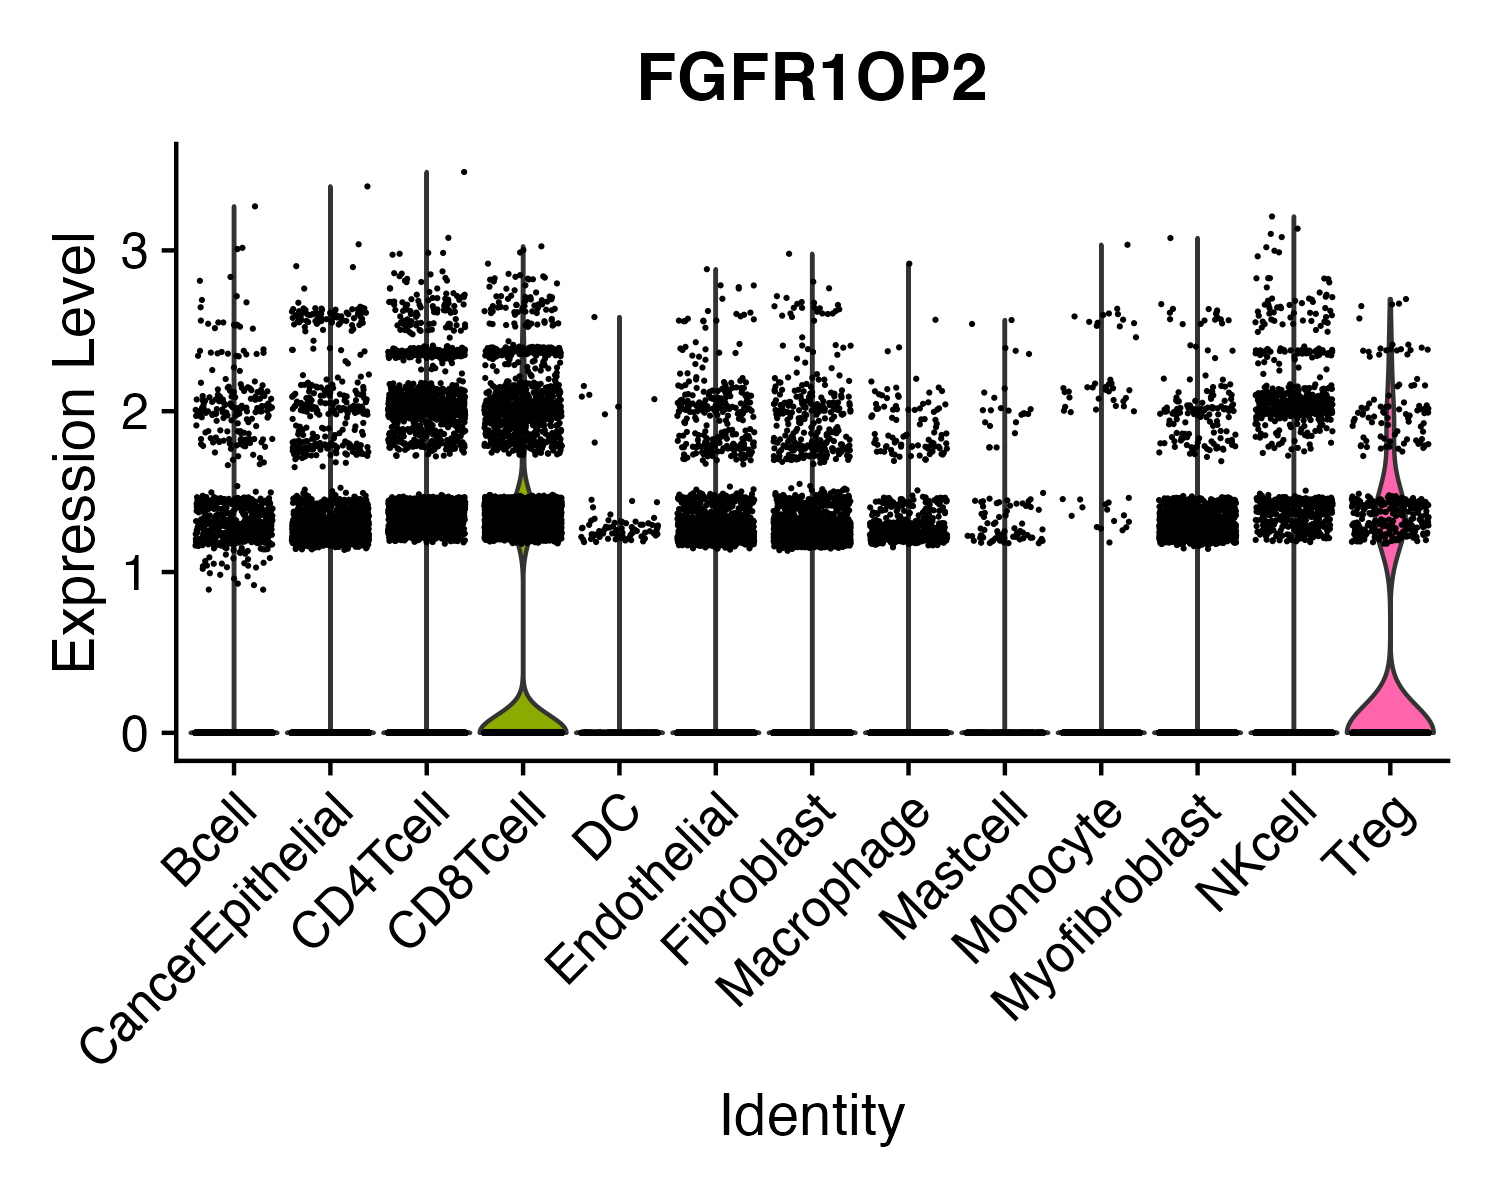 FGFR1OP2
Expression Level
3
2
1
0
Bcell
CancerEpithelial
CD4Tcell
CD8Tcell
DC
Endothelial
Fibroblast
Macrophage
Mastcell
Monocyte
Myofibroblast
NKcell
Treg
Identity